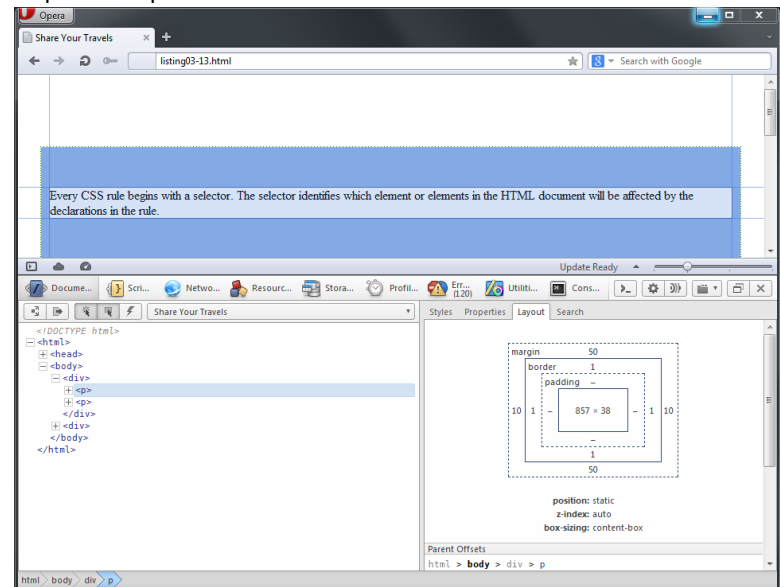 Opera
Share Your Travels × +
listing03-13.html
8 Search with Google
Every CSS rule begins with a selector. The selector identifies which element or elements in the HTML document will be affected by the
declarations in the rule.
Update Ready
Docume... Scri... Netwo... Resourc... Stora... Profil... Err... (120) Utiliti... Cons...
Share Your Travels
Styles Properties Layout Search
<!DOCTYPE html>
<html>
<head>
<body>
<div>
<p>
<p>
</div>
<div>
</body>
</html>
margin 50
border 1
padding –
10 1 – 857 × 38 – 1 10
–
1
50
position: static
z-index: auto
box-sizing: content-box
Parent Offsets
html > body > div > p
html body div p